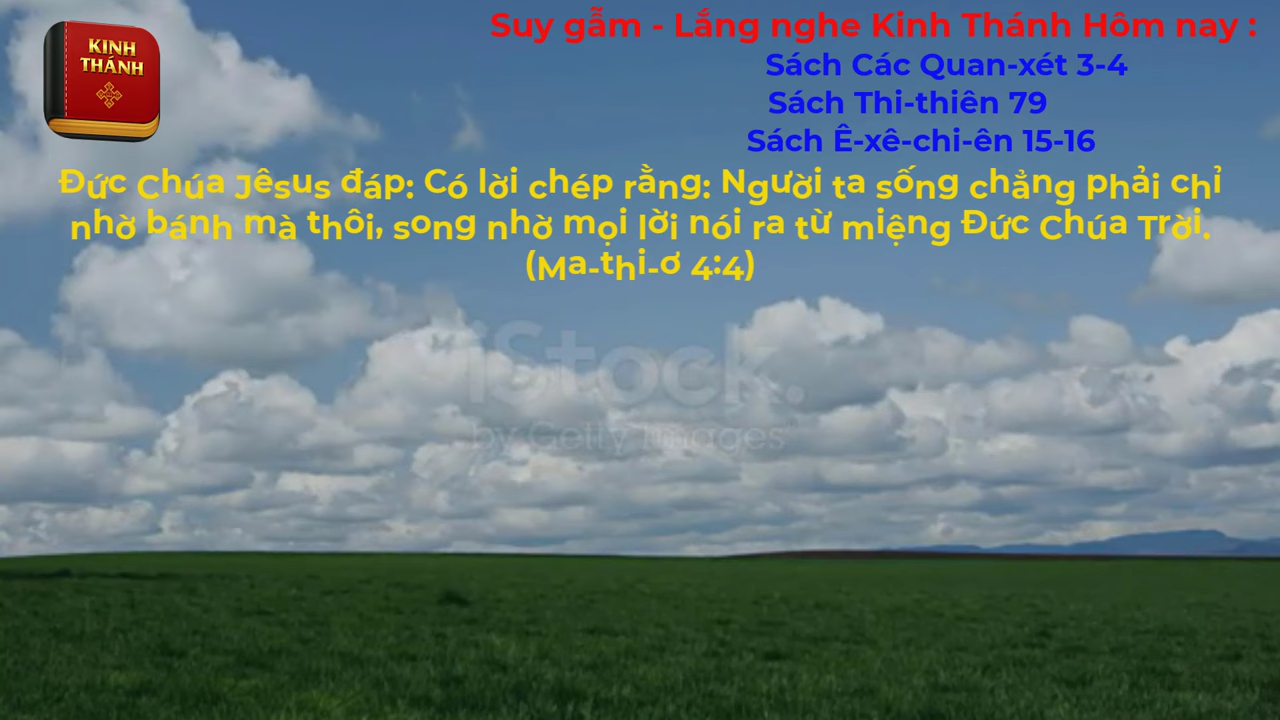 KINH
THÁNH
Suy gẫm - Lắng nghe Kinh Thánh Hôm nay :
Sách Các Quan-xét 3-4
Sách Thi-thiên 79
Sách Ê-xê-chi-ên 15-16
Đức Chúa Jêsus đáp: Có lời chép rằng: Người ta sống chẳng phải chỉ
nhờ bánh mà thôi, song nhờ mọi lời nói ra từ miệng Đức Chúa Trời.
(Ma-thi-ơ 4:4)
iStock.
by Getty Images